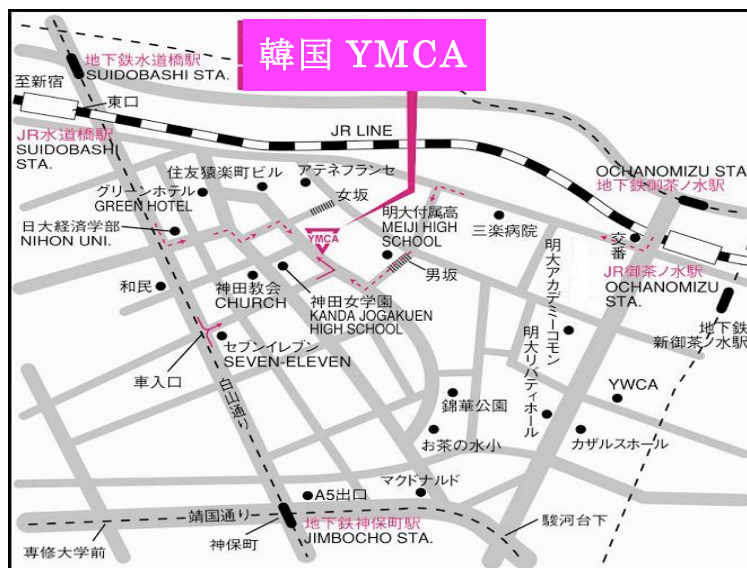 韓国 YMCA
地下鉄水道橋駅
SUIDOBASHI STA.
至新宿
東口
JR水道橋駅
SUIDOBASHI
STA.
JR LINE
住友猿楽町ビル
アテネフランセ
グリーンホテル
GREEN HOTEL
女坂
日大経済学部
NIHON UNI.
YMCA
明大付属高
MEIJI HIGH
SCHOOL
三楽病院
OCHANOMIZU STA
地下鉄御茶ノ水駅
交番
JR御茶ノ水駅
OCHANOMIZU
STA.
男坂
明大アカデミーコモン
和民
神田教会
CHURCH
神田女学園
KANDA JOGAKUEN
HIGH SCHOOL
地下鉄
新御茶ノ水駅
セブンイレブン
SEVEN-ELEVEN
明大リバティホール
車入口
白山通り
YWCA
錦華公園
お茶の水小
カザルスホール
マクドナルド
A5出口
靖国通り
地下鉄神保町駅
JIMBOCHO STA.
駿河台下
神保町
専修大学前